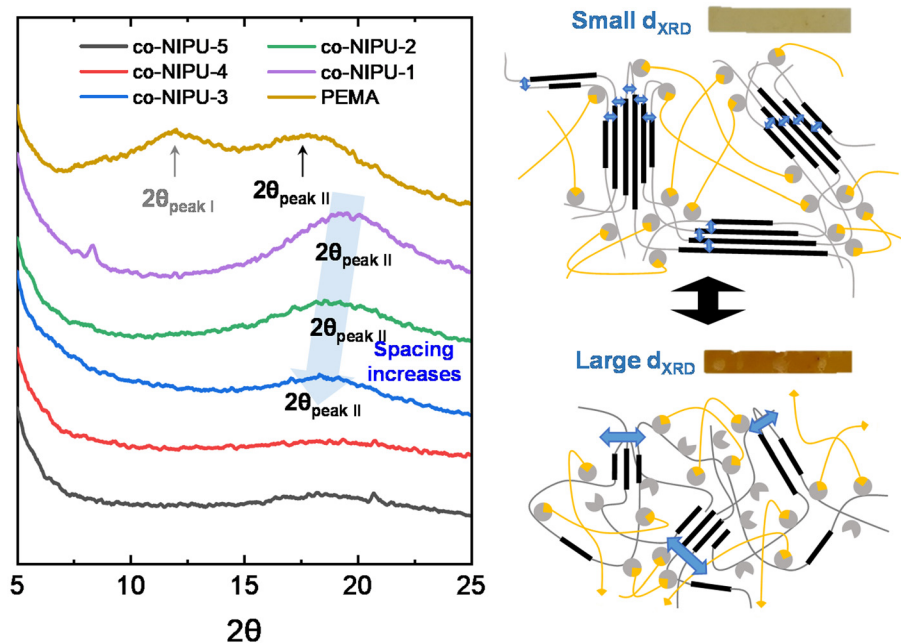 co-NIPU-5
co-NIPU-4
co-NIPU-3
co-NIPU-2
co-NIPU-1
PEMA
2θpeak I
2θpeak II
2θpeak II
2θpeak II
Spacing
increases
2θpeak II
5
10
15
20
25
2θ
Small dXRD
Large dXRD